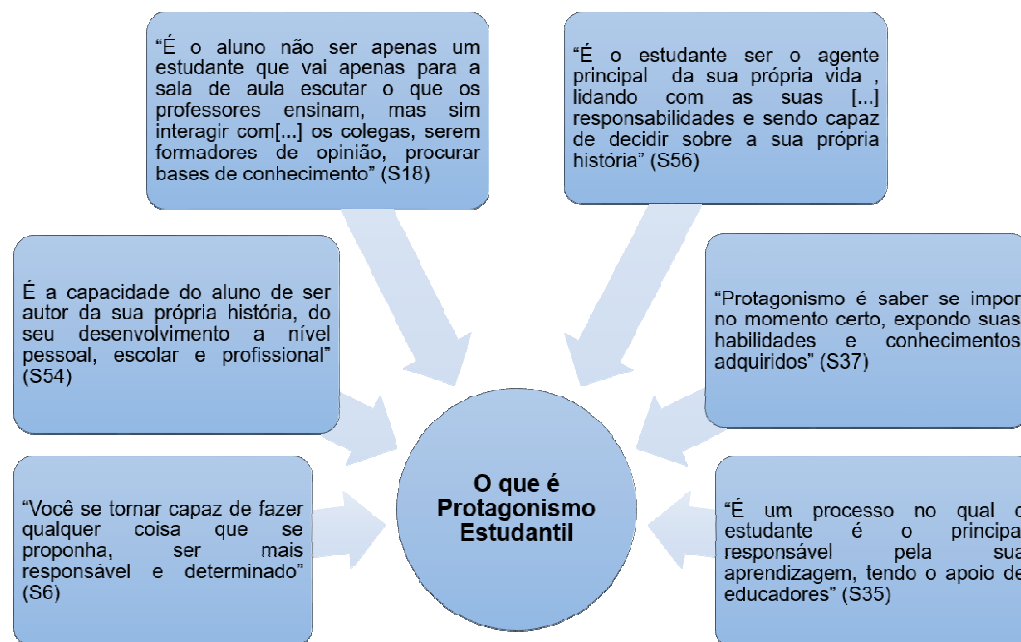 “É o aluno não ser apenas um
estudante que vai apenas para a
sala de aula escutar o que os
professores ensinam, mas sim
interagir com[...] os colegas, serem
formadores de opinião, procurar
bases de conhecimento” (S18)
“É o estudante ser o agente
principal da sua própria vida ,
lidando com as suas [...]
responsabilidades e sendo capaz
de decidir sobre a sua própria
história” (S56)
É a capacidade do aluno de ser
autor da sua própria história, do
seu desenvolvimento a nível
pessoal, escolar e profissional”
(S54)
“Protagonismo é saber se impor
no momento certo, expondo suas
habilidades e conhecimentos
adquiridos” (S37)
“Você se tornar capaz de fazer
qualquer coisa que se
proponha, ser mais
responsável e determinado”
(S6)
O que é
Protagonismo
Estudantil
“É um processo no qual o
estudante é o principal
responsável pela sua
aprendizagem, tendo o apoio de
educadores” (S35)